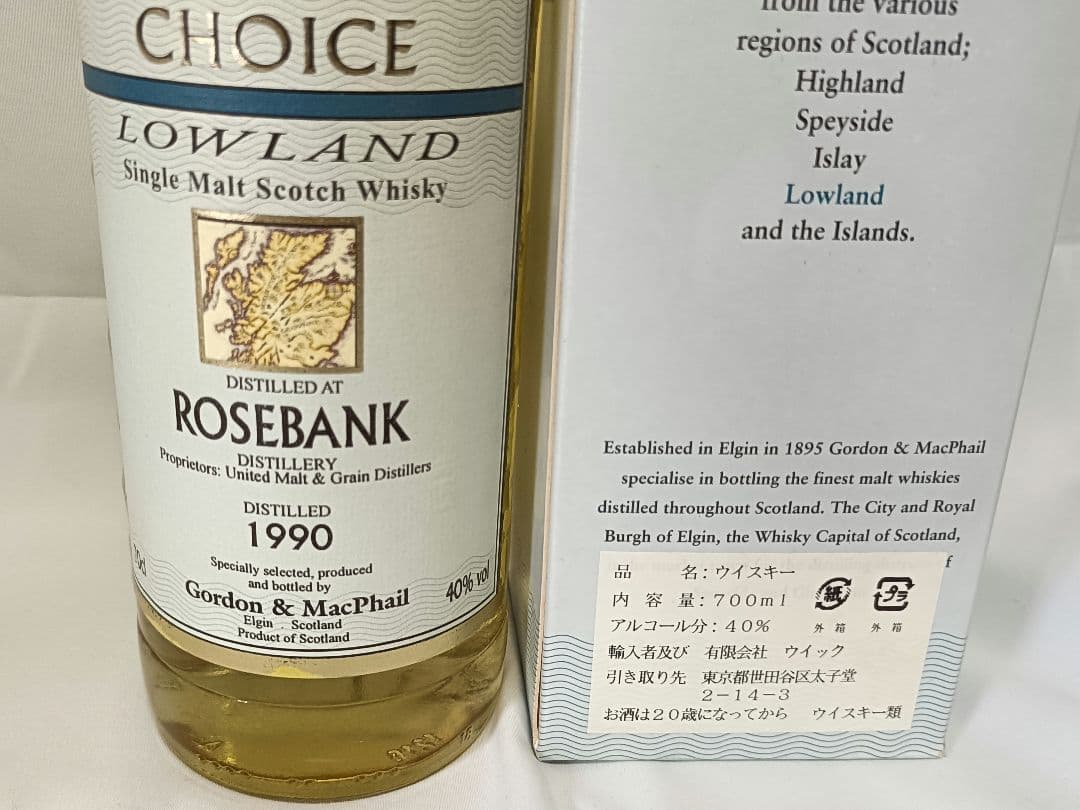 CHOICE
LOWLAND
Single Malt Scotch Whisky
DISTILLED AT
ROSEBANK
DISTILLERY
Proprietors: United Malt & Grain Distillers
DISTILLED
1990
Specially selected, produced
and bottled by
Gordon & MacPhail
40% vol
Elgin . Scotland
Product of Scotland
from the various
regions of Scotland;
Highland
Speyside
Islay
Lowland
and the Islands.
Established in Elgin in 1895 Gordon & MacPhail
specialise in bottling the finest malt whiskies
distilled throughout Scotland. The City and Royal
Burgh of Elgin, the Whisky Capital of Scotland,
品 名：ウイスキー
内 容 量：７００ｍｌ
アルコール分：４０％
紙 プラ
外 箱 外 箱
輸入者及び 有限会社 ウイック
引き取り先 東京都世田谷区太子堂
２－１４－３
お酒は２０歳になってから ウイスキー類